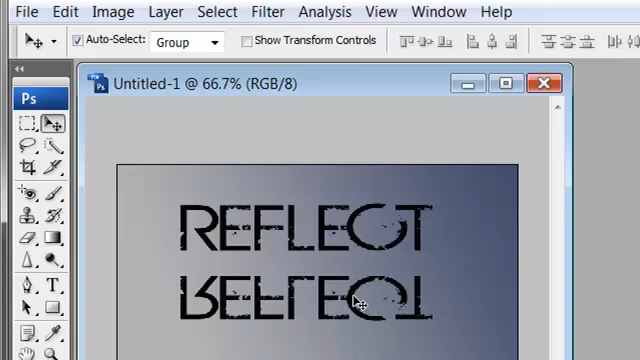 File Edit Image Layer Select Filter Analysis View Window Help
Auto-Select: Group Show Transform Controls
Untitled-1 @ 66.7% (RGB/8)
Ps
REFLECT
REFLECT